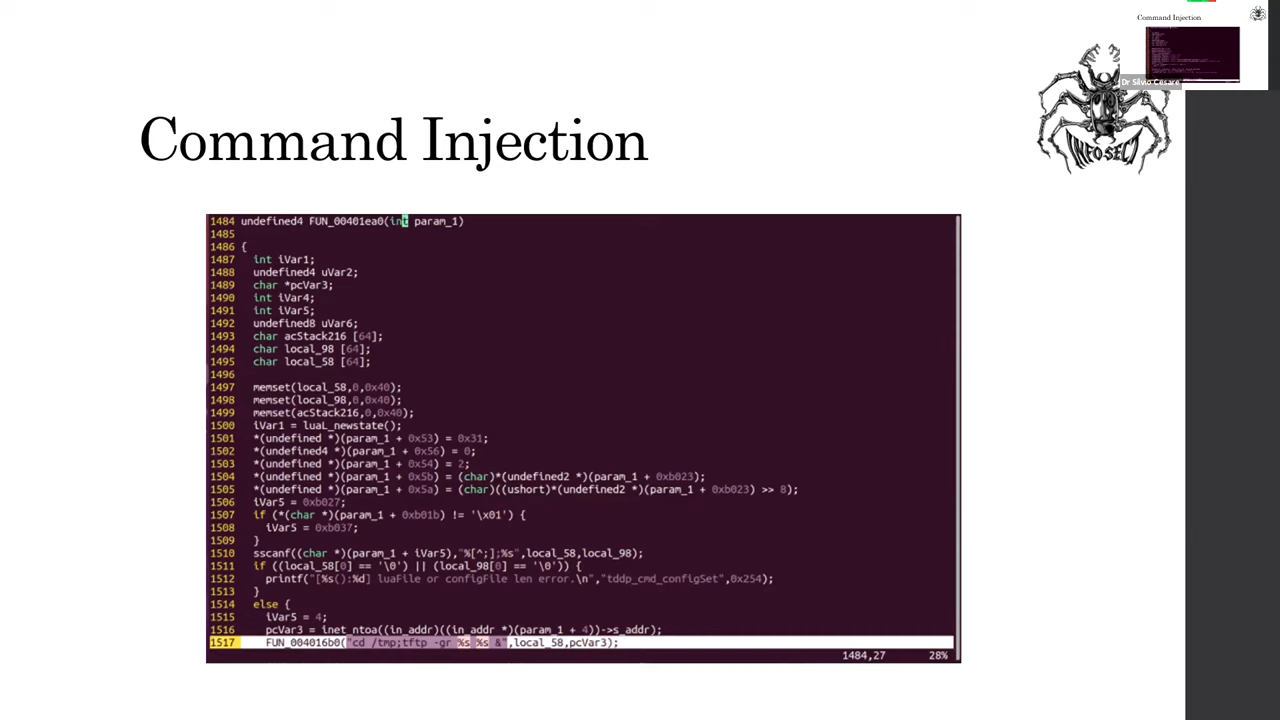 Command Injection
Dr Silvio Cesare
INFOSECT
Command Injection
1484 undefined4 FUN_00401ea0(int param_1)
1485
1486 {
1487   int iVar1;
1488   undefined4 uVar2;
1489   char *pcVar3;
1490   int iVar4;
1491   int iVar5;
1492   undefined8 uVar6;
1493   char acStack216 [64];
1494   char local_98 [64];
1495   char local_58 [64];
1496
1497   memset(local_58,0,0x40);
1498   memset(local_98,0,0x40);
1499   memset(acStack216,0,0x40);
1500   iVar1 = luaL_newstate();
1501   *(undefined *)(param_1 + 0x53) = 0x31;
1502   *(undefined4 *)(param_1 + 0x56) = 0;
1503   *(undefined *)(param_1 + 0x54) = 2;
1504   *(undefined *)(param_1 + 0x5b) = (char)*(undefined2 *)(param_1 + 0xb023);
1505   *(undefined *)(param_1 + 0x5a) = (char)((ushort)*(undefined2 *)(param_1 + 0xb023) >> 8);
1506   iVar5 = 0xb027;
1507   if (*(char *)(param_1 + 0xb01b) != '\x01') {
1508     iVar5 = 0xb037;
1509   }
1510   sscanf((char *)(param_1 + iVar5),"%[^;];%s",local_58,local_98);
1511   if ((local_58[0] == '\0') || (local_98[0] == '\0')) {
1512     printf("[%s():%d] luaFile or configFile len error.\n","tddp_cmd_configSet",0x254);
1513   }
1514   else {
1515     iVar5 = 4;
1516     pcVar3 = inet_ntoa((in_addr)((in_addr *)(param_1 + 4))->s_addr);
1517     FUN_004016b0("cd /tmp;tftp -gr %s %s &",local_58,pcVar3);
1484,27 28%